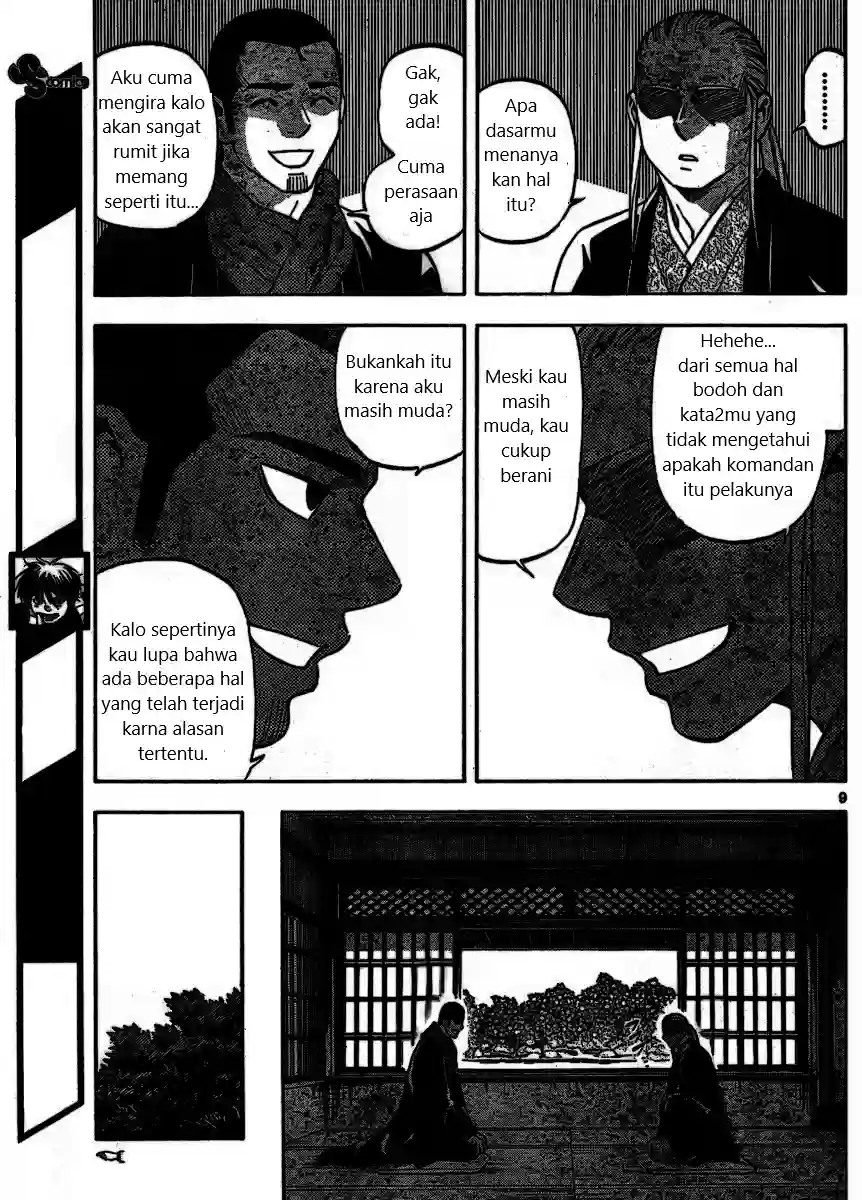 .........
Apa
dasarmu
menanya
kan hal
itu?
Gak,
gak
ada!
Cuma
perasaan
aja
Aku cuma
mengira kalo
akan sangat
rumit jika
memang
seperti itu...
Hehehe...
dari semua hal
bodoh dan
kata2mu yang
tidak mengetahui
apakah komandan
itu pelakunya
Meski kau
masih
muda, kau
cukup
berani
Bukankah itu
karena aku
masih muda?
Kalo sepertinya
kau lupa bahwa
ada beberapa hal
yang telah terjadi
karna alasan
tertentu.
9